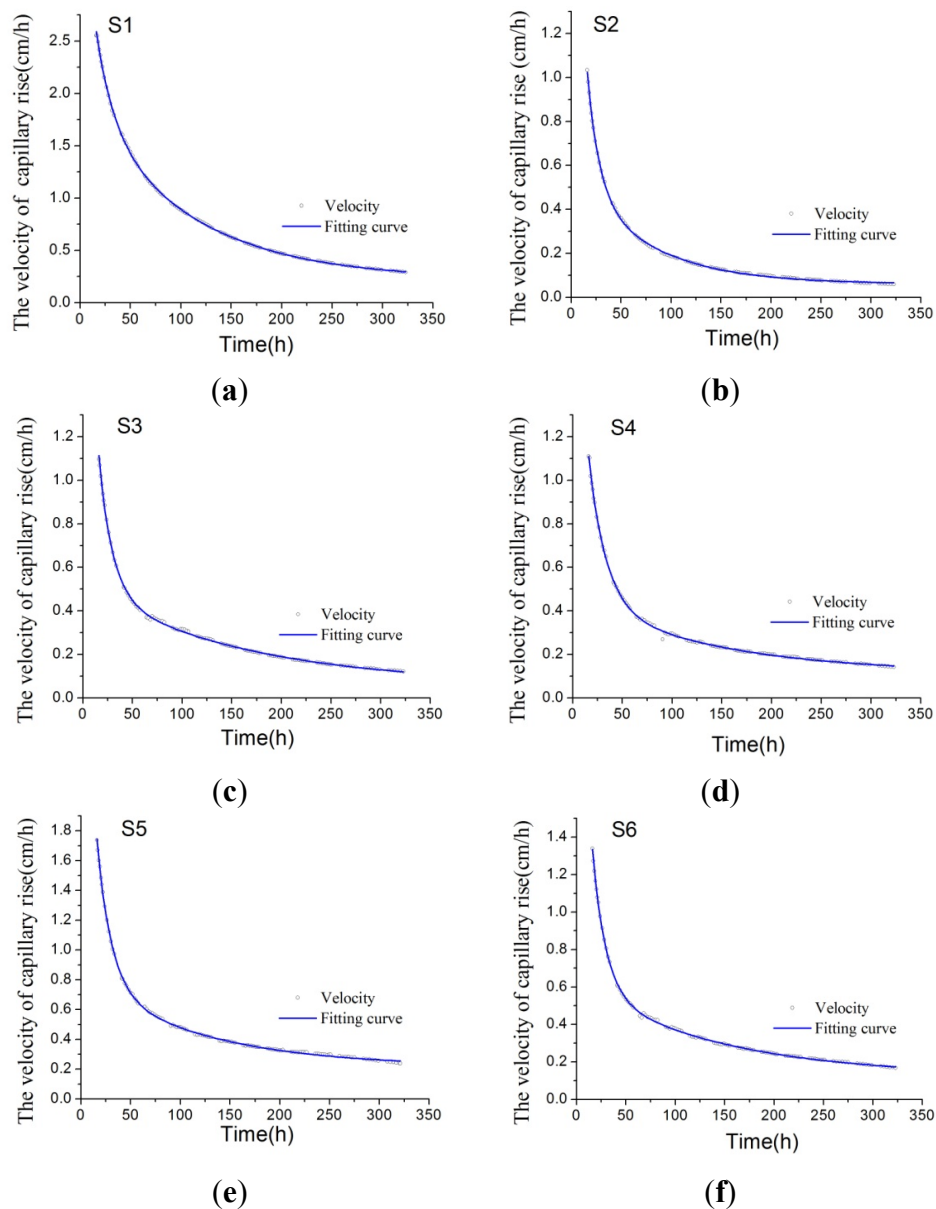 S1
The velocity of capillary rise(cm/h)
2.5
2.0
1.5
1.0
0.5
0.0
Velocity
Fitting curve
0 50 100 150 200 250 300 350
Time(h)
(a)
S2
The velocity of capillary rise (cm/h)
1.2
1.0
0.8
0.6
0.4
0.2
0.0
Velocity
Fitting curve
0 50 100 150 200 250 300 350
Time(h)
(b)
S3
The velocity of capillary rise(cm/h)
1.2
1.0
0.8
0.6
0.4
0.2
0.0
Velocity
Fitting curve
0 50 100 150 200 250 300 350
Time(h)
(c)
S4
The velocity of capillary rise(cm/h)
1.2
1.0
0.8
0.6
0.4
0.2
0.0
Velocity
Fitting curve
0 50 100 150 200 250 300 350
Time(h)
(d)
S5
The velocity of capillary rise(cm/h)
1.8
1.6
1.4
1.2
1.0
0.8
0.6
0.4
0.2
0.0
Velocity
Fitting curve
0 50 100 150 200 250 300 350
Time(h)
(e)
S6
The velocity of capillary rise(cm/h)
1.4
1.2
1.0
0.8
0.6
0.4
0.2
0.0
Velocity
Fitting curve
0 50 100 150 200 250 300 350
Time(h)
(f)